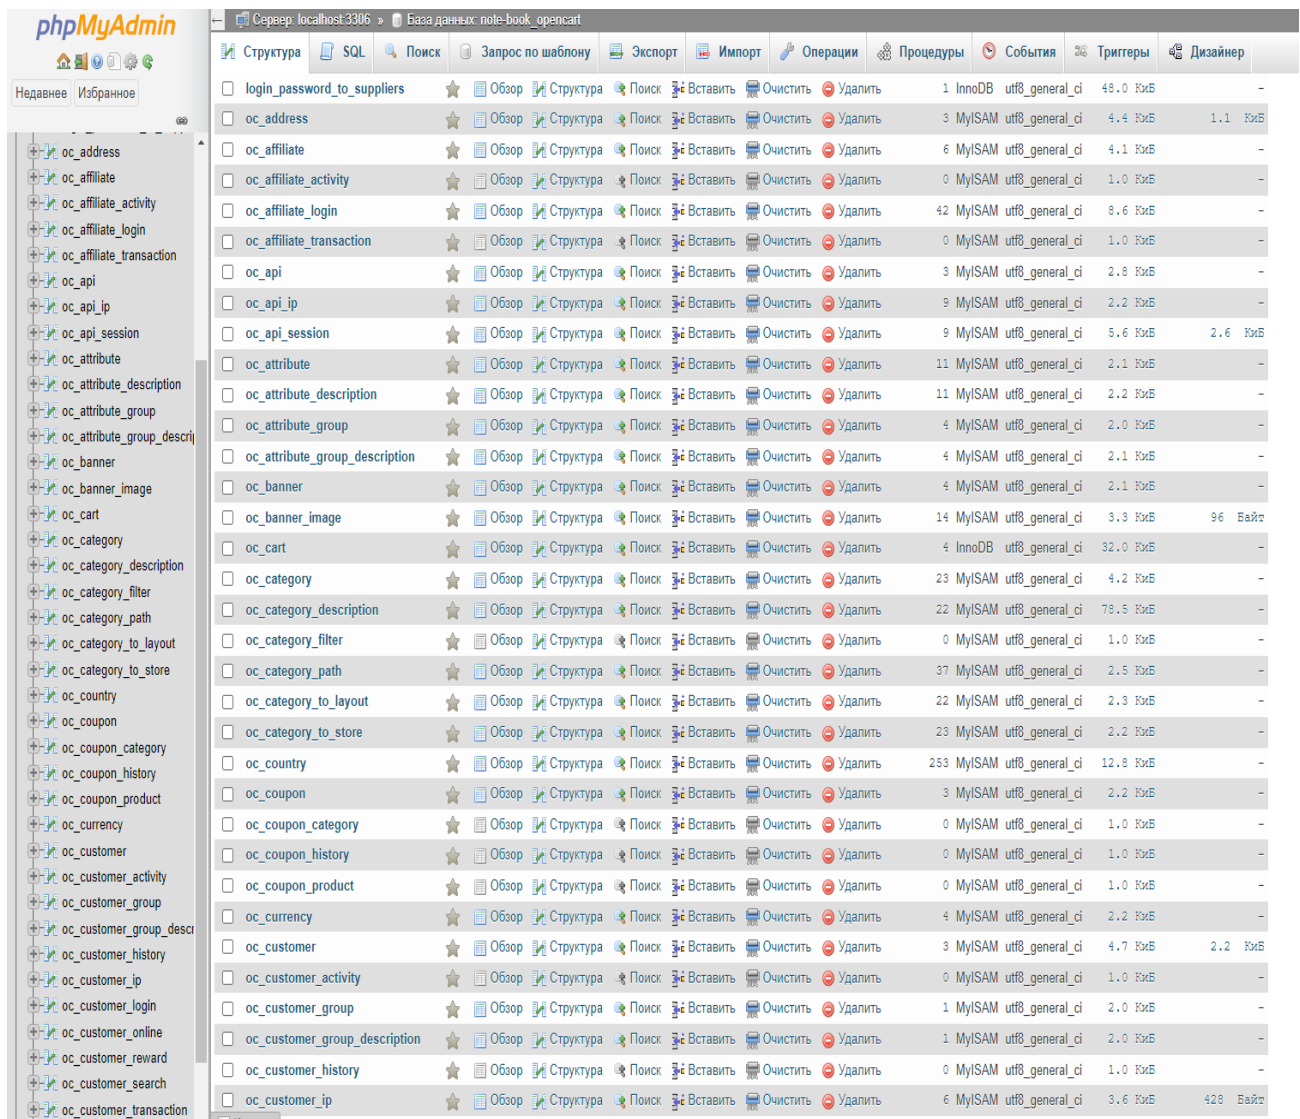 phpMyAdmin
Недавнее Избранное
oc_address
oc_affiliate
oc_affiliate_activity
oc_affiliate_login
oc_affiliate_transaction
oc_api
oc_api_ip
oc_api_session
oc_attribute
oc_attribute_description
oc_attribute_group
oc_attribute_group_descri
oc_banner
oc_banner_image
oc_cart
oc_category
oc_category_description
oc_category_filter
oc_category_path
oc_category_to_layout
oc_category_to_store
oc_country
oc_coupon
oc_coupon_category
oc_coupon_history
oc_coupon_product
oc_currency
oc_customer
oc_customer_activity
oc_customer_group
oc_customer_group_descr
oc_customer_history
oc_customer_ip
oc_customer_login
oc_customer_online
oc_customer_reward
oc_customer_search
oc_customer_transaction
← Сервер: localhost:3306 » База данных: note-book_opencart
Структура SQL Поиск Запрос по шаблону Экспорт Импорт Операции Процедуры События Триггеры Дизайнер
login_password_to_suppliers Обзор Структура Поиск Вставить Очистить Удалить 1 InnoDB utf8_general_ci 48.0 КиБ -
oc_address Обзор Структура Поиск Вставить Очистить Удалить 3 MyISAM utf8_general_ci 4.4 КиБ 1.1 КиБ
oc_affiliate Обзор Структура Поиск Вставить Очистить Удалить 6 MyISAM utf8_general_ci 4.1 КиБ -
oc_affiliate_activity Обзор Структура Поиск Вставить Очистить Удалить 0 MyISAM utf8_general_ci 1.0 КиБ -
oc_affiliate_login Обзор Структура Поиск Вставить Очистить Удалить 42 MyISAM utf8_general_ci 8.6 КиБ -
oc_affiliate_transaction Обзор Структура Поиск Вставить Очистить Удалить 0 MyISAM utf8_general_ci 1.0 КиБ -
oc_api Обзор Структура Поиск Вставить Очистить Удалить 3 MyISAM utf8_general_ci 2.8 КиБ -
oc_api_ip Обзор Структура Поиск Вставить Очистить Удалить 9 MyISAM utf8_general_ci 2.2 КиБ -
oc_api_session Обзор Структура Поиск Вставить Очистить Удалить 9 MyISAM utf8_general_ci 5.6 КиБ 2.6 КиБ
oc_attribute Обзор Структура Поиск Вставить Очистить Удалить 11 MyISAM utf8_general_ci 2.1 КиБ -
oc_attribute_description Обзор Структура Поиск Вставить Очистить Удалить 11 MyISAM utf8_general_ci 2.2 КиБ -
oc_attribute_group Обзор Структура Поиск Вставить Очистить Удалить 4 MyISAM utf8_general_ci 2.0 КиБ -
oc_attribute_group_description Обзор Структура Поиск Вставить Очистить Удалить 4 MyISAM utf8_general_ci 2.1 КиБ -
oc_banner Обзор Структура Поиск Вставить Очистить Удалить 4 MyISAM utf8_general_ci 2.1 КиБ -
oc_banner_image Обзор Структура Поиск Вставить Очистить Удалить 14 MyISAM utf8_general_ci 3.3 КиБ 96 Байт
oc_cart Обзор Структура Поиск Вставить Очистить Удалить 4 InnoDB utf8_general_ci 32.0 КиБ -
oc_category Обзор Структура Поиск Вставить Очистить Удалить 23 MyISAM utf8_general_ci 4.2 КиБ -
oc_category_description Обзор Структура Поиск Вставить Очистить Удалить 22 MyISAM utf8_general_ci 78.5 КиБ -
oc_category_filter Обзор Структура Поиск Вставить Очистить Удалить 0 MyISAM utf8_general_ci 1.0 КиБ -
oc_category_path Обзор Структура Поиск Вставить Очистить Удалить 37 MyISAM utf8_general_ci 2.5 КиБ -
oc_category_to_layout Обзор Структура Поиск Вставить Очистить Удалить 22 MyISAM utf8_general_ci 2.3 КиБ -
oc_category_to_store Обзор Структура Поиск Вставить Очистить Удалить 23 MyISAM utf8_general_ci 2.2 КиБ -
oc_country Обзор Структура Поиск Вставить Очистить Удалить 253 MyISAM utf8_general_ci 12.8 КиБ -
oc_coupon Обзор Структура Поиск Вставить Очистить Удалить 3 MyISAM utf8_general_ci 2.2 КиБ -
oc_coupon_category Обзор Структура Поиск Вставить Очистить Удалить 0 MyISAM utf8_general_ci 1.0 КиБ -
oc_coupon_history Обзор Структура Поиск Вставить Очистить Удалить 0 MyISAM utf8_general_ci 1.0 КиБ -
oc_coupon_product Обзор Структура Поиск Вставить Очистить Удалить 0 MyISAM utf8_general_ci 1.0 КиБ -
oc_currency Обзор Структура Поиск Вставить Очистить Удалить 4 MyISAM utf8_general_ci 2.2 КиБ -
oc_customer Обзор Структура Поиск Вставить Очистить Удалить 3 MyISAM utf8_general_ci 4.7 КиБ 2.2 КиБ
oc_customer_activity Обзор Структура Поиск Вставить Очистить Удалить 0 MyISAM utf8_general_ci 1.0 КиБ -
oc_customer_group Обзор Структура Поиск Вставить Очистить Удалить 1 MyISAM utf8_general_ci 2.0 КиБ -
oc_customer_group_description Обзор Структура Поиск Вставить Очистить Удалить 1 MyISAM utf8_general_ci 2.0 КиБ -
oc_customer_history Обзор Структура Поиск Вставить Очистить Удалить 0 MyISAM utf8_general_ci 1.0 КиБ -
oc_customer_ip Обзор Структура Поиск Вставить Очистить Удалить 6 MyISAM utf8_general_ci 3.6 КиБ 428 Байт